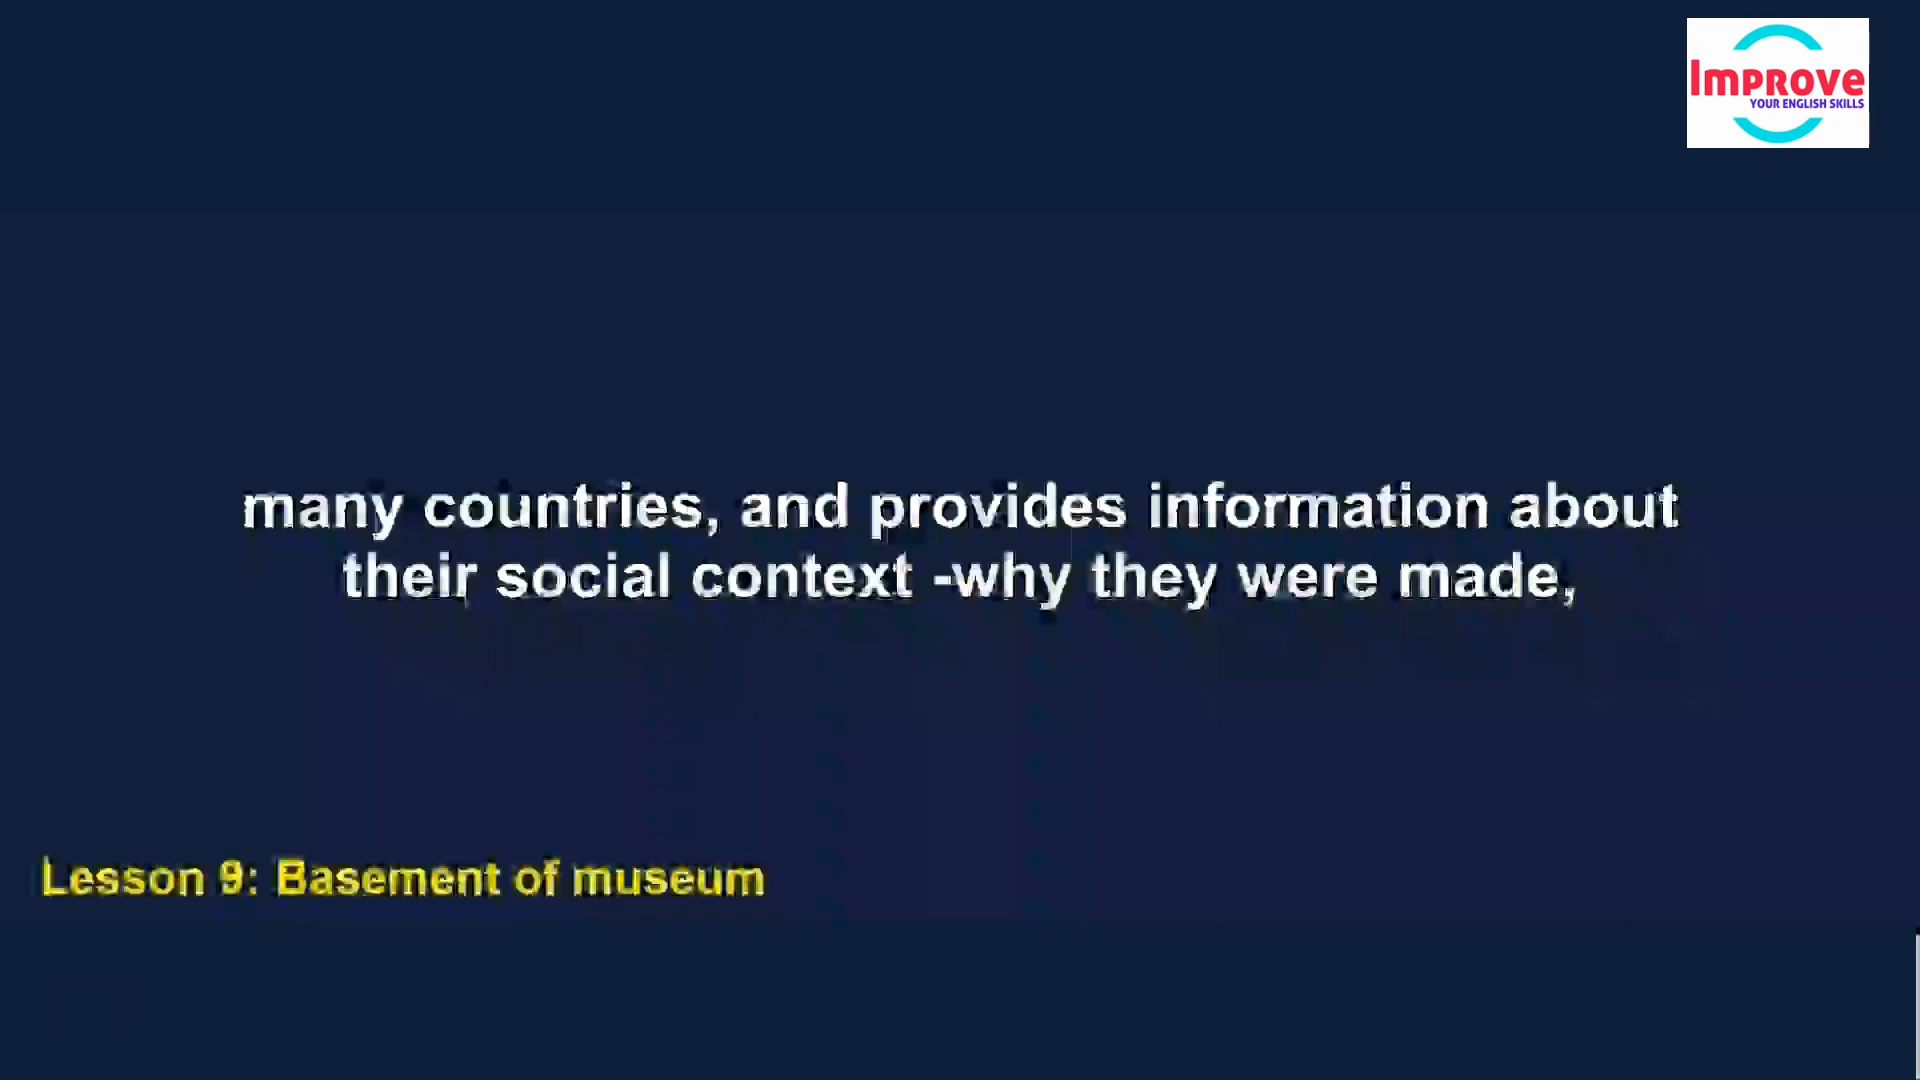 Improve
YOUR ENGLISH SKILLS
many countries, and provides information about
their social context -why they were made,
Lesson 9: Basement of museum